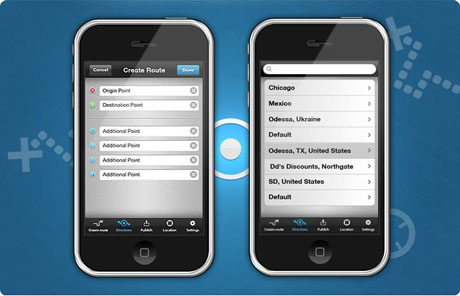 Cancel Create Route Done
Origin Point
Destination Point
Additional Point
Additional Point
Additional Point
Additional Point
Create route Directions Publish Location Settings
Chicago
Mexico
Odessa, Ukraine
Default
Odessa, TX, United States
Dd's Discounts, Northgate
SD, United States
Default
Create route Directions Publish Location Settings